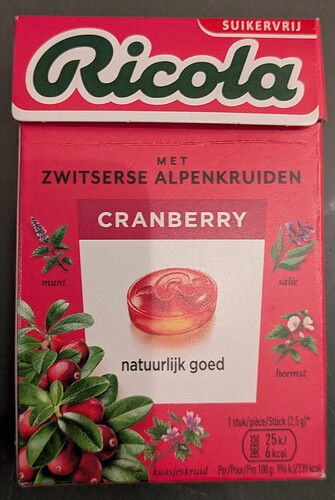 SUIKERVRIJ
Ricola
MET
ZWITSERSE ALPENKRUIDEN
CRANBERRY
munt
salie
natuurlijk goed
heemst
kaasjeskruid
1 stuk/pièce/Stück (2,5 g)*
ENERGIE
25 kJ
6 kcal
Per/Pour/Pro 100 g: 996 kJ/239 kcal